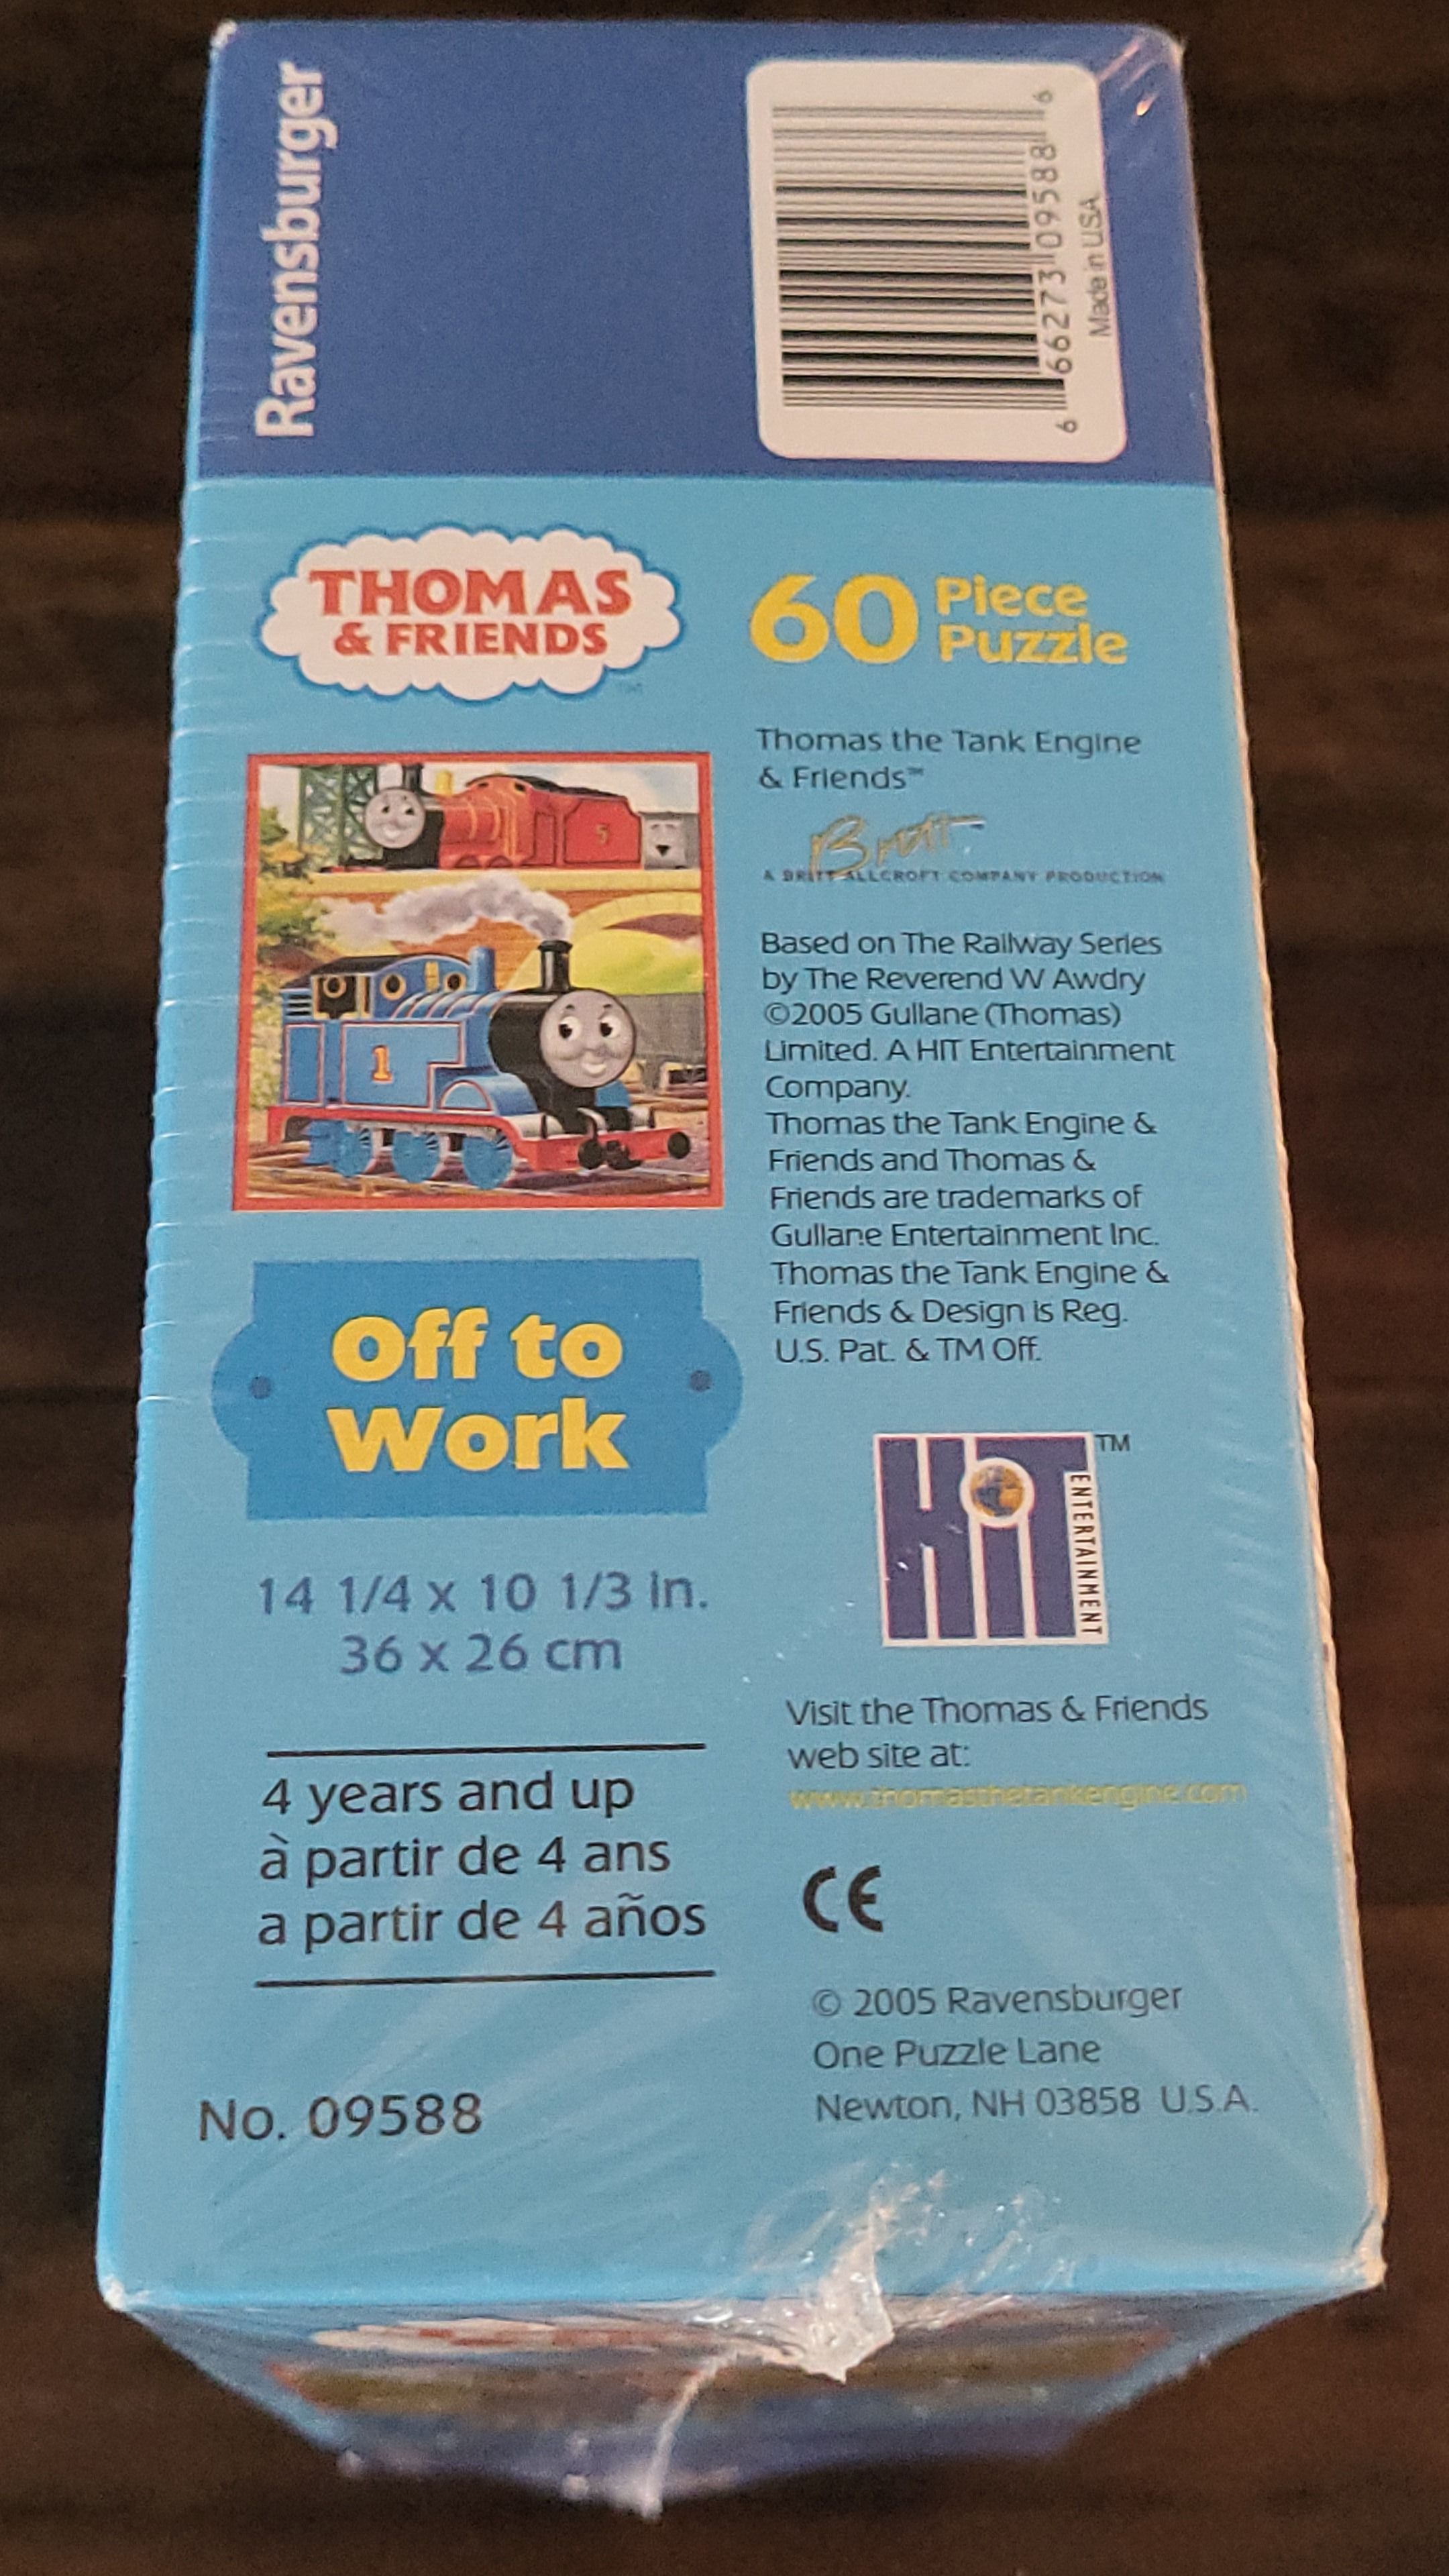 Ravensburger
6 66273 09588 6
Made in USA
THOMAS
& FRIENDS
TM
1
5
Off to
Work
14 1/4 x 10 1/3 in.
36 x 26 cm
4 years and up
à partir de 4 ans
a partir de 4 años
No. 09588
60 Piece
Puzzle
Thomas the Tank Engine
& Friends™
Britt
A BRITT ALLCROFT COMPANY PRODUCTION
Based on The Railway Series
by The Reverend W Awdry
©2005 Gullane (Thomas)
Limited. A HIT Entertainment
Company.
Thomas the Tank Engine &
Friends and Thomas &
Friends are trademarks of
Gullane Entertainment Inc.
Thomas the Tank Engine &
Friends & Design is Reg.
U.S. Pat. & TM Off.
HiT ENTERTAINMENT TM
Visit the Thomas & Friends
web site at:
www.thomasthetankengine.com
CE
© 2005 Ravensburger
One Puzzle Lane
Newton, NH 03858 U.S.A.